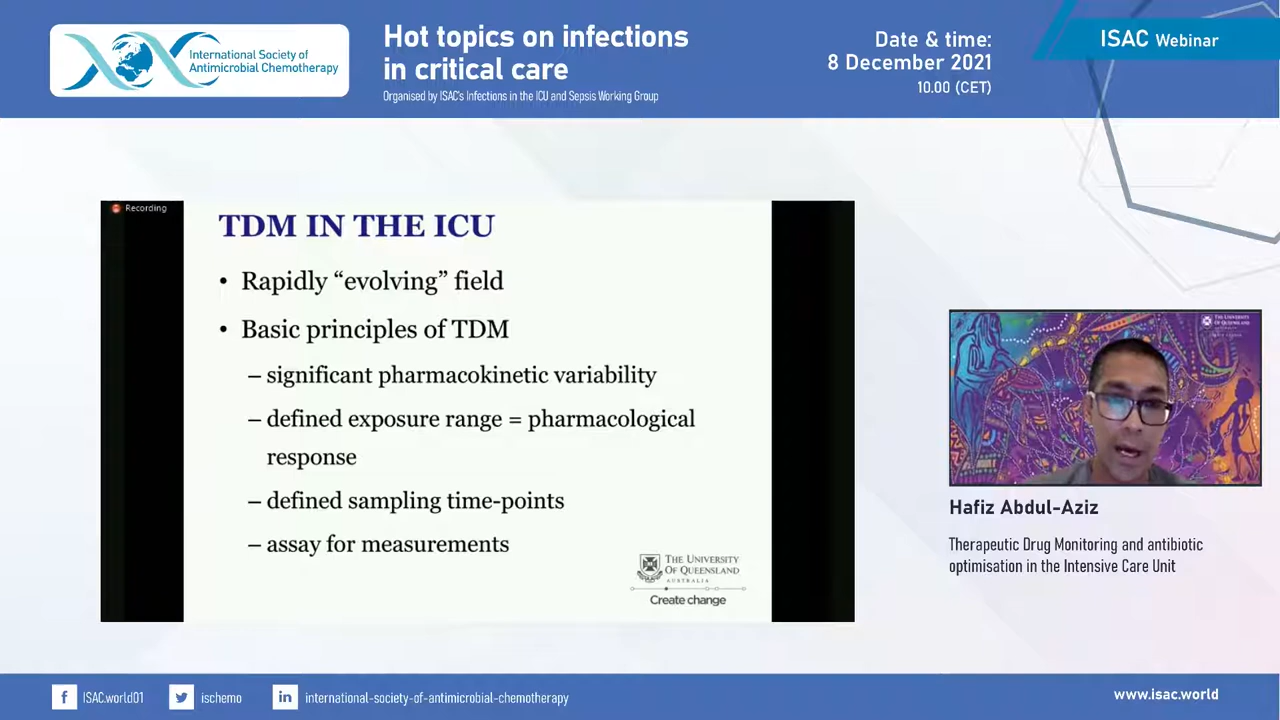 International Society of
Antimicrobial Chemotherapy
Hot topics on infections
in critical care
Organised by ISAC's Infections in the ICU and Sepsis Working Group
Date & time:
8 December 2021
10.00 (CET)
ISAC Webinar
Recording
TDM IN THE ICU
• Rapidly “evolving” field
• Basic principles of TDM
– significant pharmacokinetic variability
– defined exposure range = pharmacological
response
– defined sampling time-points
– assay for measurements
THE UNIVERSITY
OF QUEENSLAND
AUSTRALIA
Create change
THE UNIVERSITY
OF QUEENSLAND
Hafiz Abdul-Aziz
Therapeutic Drug Monitoring and antibiotic
optimisation in the Intensive Care Unit
ISAC.world01
ischemo
international-society-of-antimicrobial-chemotherapy
www.isac.world